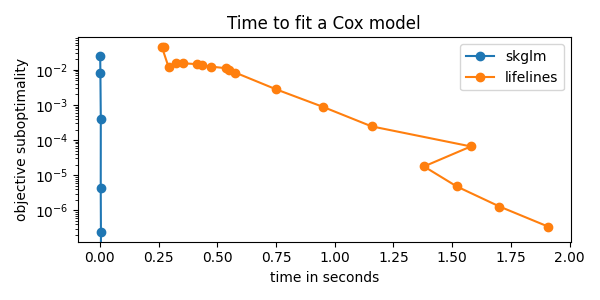 Time to fit a Cox model
objective suboptimality
10⁻²
10⁻³
10⁻⁴
10⁻⁵
10⁻⁶
skglm
lifelines
0.00 0.25 0.50 0.75 1.00 1.25 1.50 1.75 2.00
time in seconds